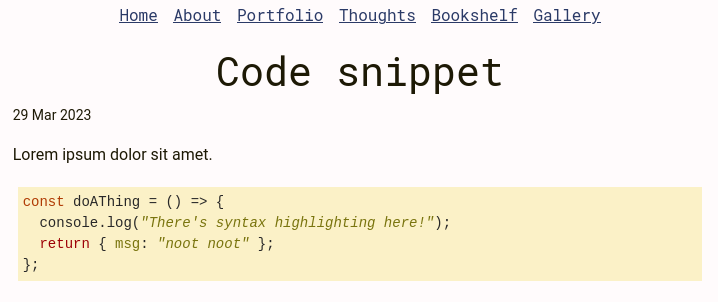 Home About Portfolio Thoughts Bookshelf Gallery
Code snippet
29 Mar 2023
Lorem ipsum dolor sit amet.
const doAThing = () => {
  console.log("There's syntax highlighting here!");
  return { msg: "noot noot" };
};